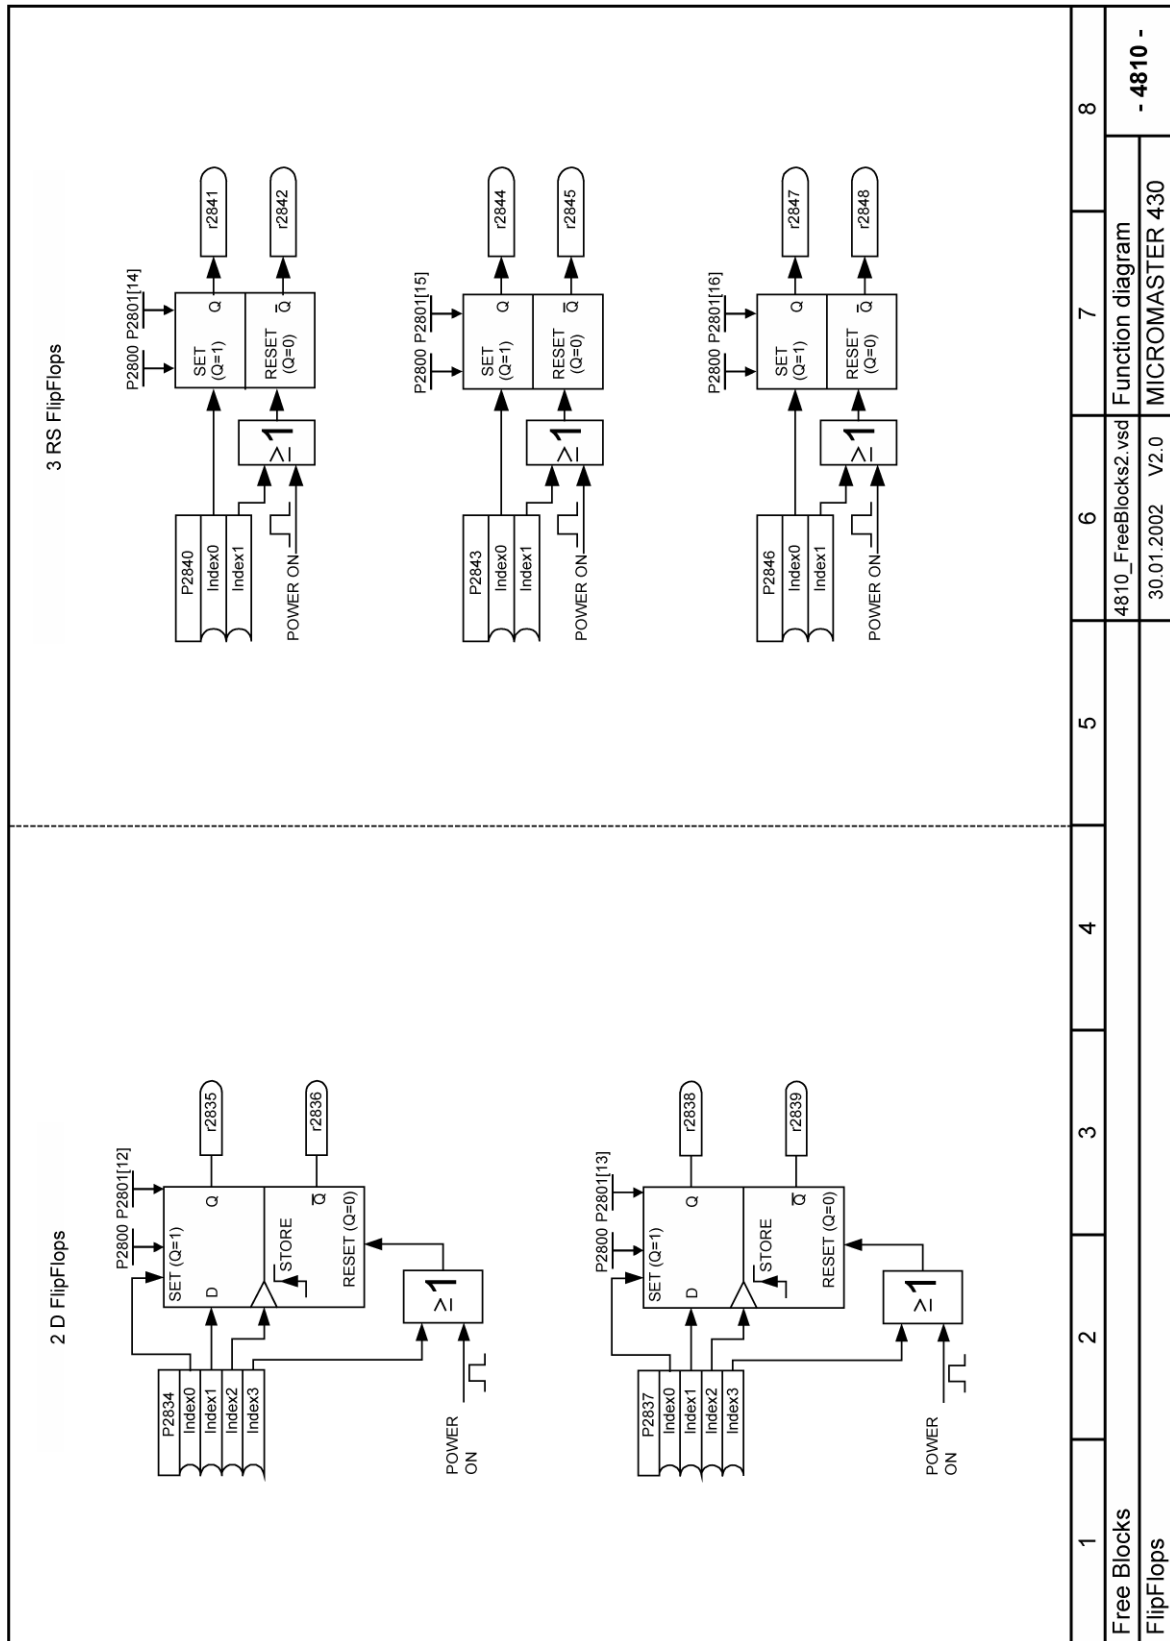 2 D FlipFlops
P2800 P2801[12]
P2834
Index0
Index1
Index2
Index3
SET (Q=1)
D
Q
STORE
Q
RESET (Q=0)
r2835
r2836
≥1
POWER
ON
P2800 P2801[13]
P2837
Index0
Index1
Index2
Index3
SET (Q=1)
D
Q
STORE
Q
RESET (Q=0)
r2838
r2839
≥1
POWER
ON
3 RS FlipFlops
P2800 P2801[14]
P2840
Index0
Index1
POWER ON
≥1
SET
(Q=1)
Q
RESET
(Q=0)
Q
r2841
r2842
P2800 P2801[15]
P2843
Index0
Index1
POWER ON
≥1
SET
(Q=1)
Q
RESET
(Q=0)
Q
r2844
r2845
P2800 P2801[16]
P2846
Index0
Index1
POWER ON
≥1
SET
(Q=1)
Q
RESET
(Q=0)
Q
r2847
r2848
1 2 3 4 5 6 7 8
Free Blocks 4810_FreeBlocks2.vsd Function diagram - 4810 -
FlipFlops 30.01.2002 V2.0 MICROMASTER 430